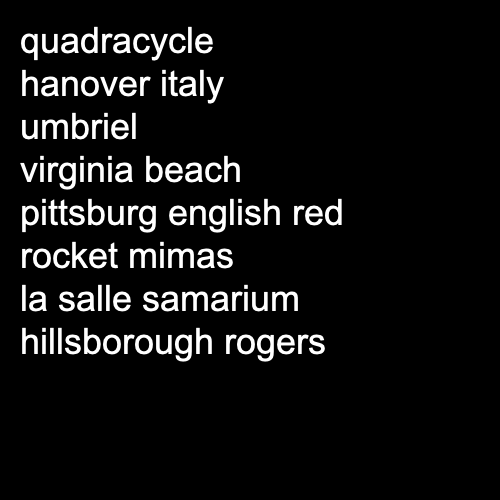 quadracycle
hanover italy
umbriel
virginia beach
pittsburg english red
rocket mimas
la salle samarium
hillsborough rogers